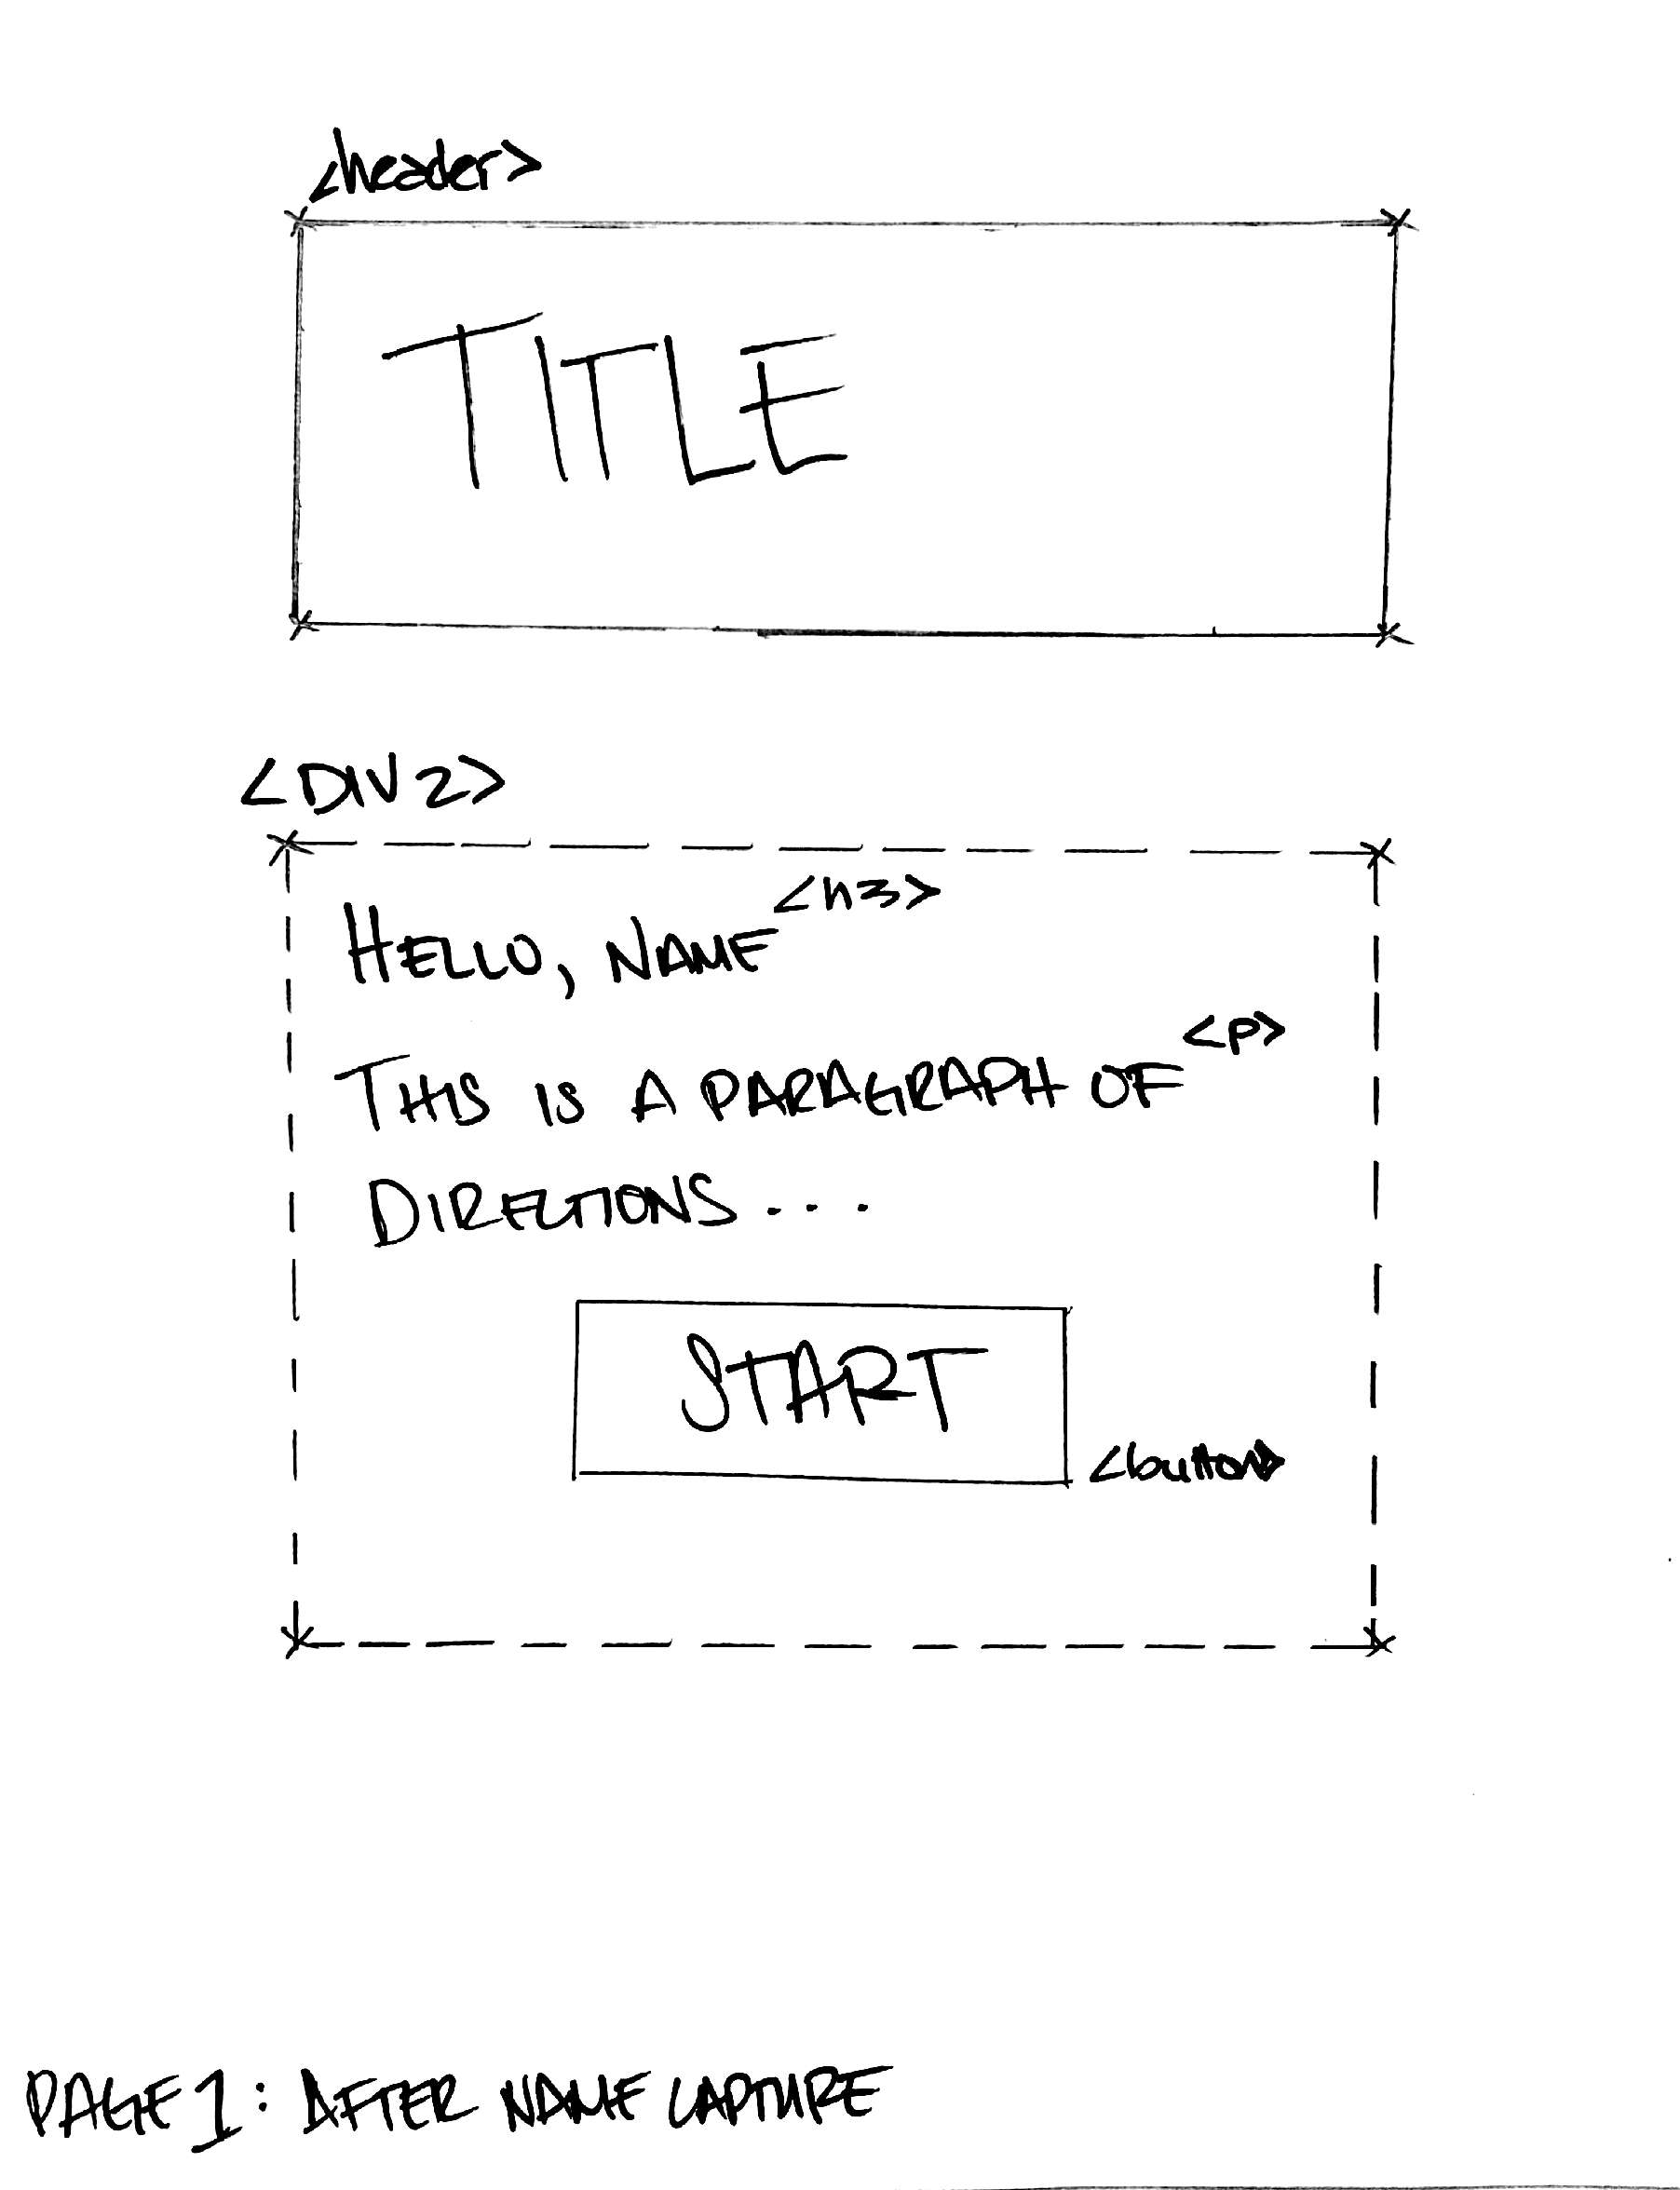 <header>
TITLE
<DIV 2>
HELLO, NAME <h3>
THIS IS A PARAGRAPH OF <p>
DIRECTIONS...
START
<button>
PAGE 1: AFTER NAME CAPTURE